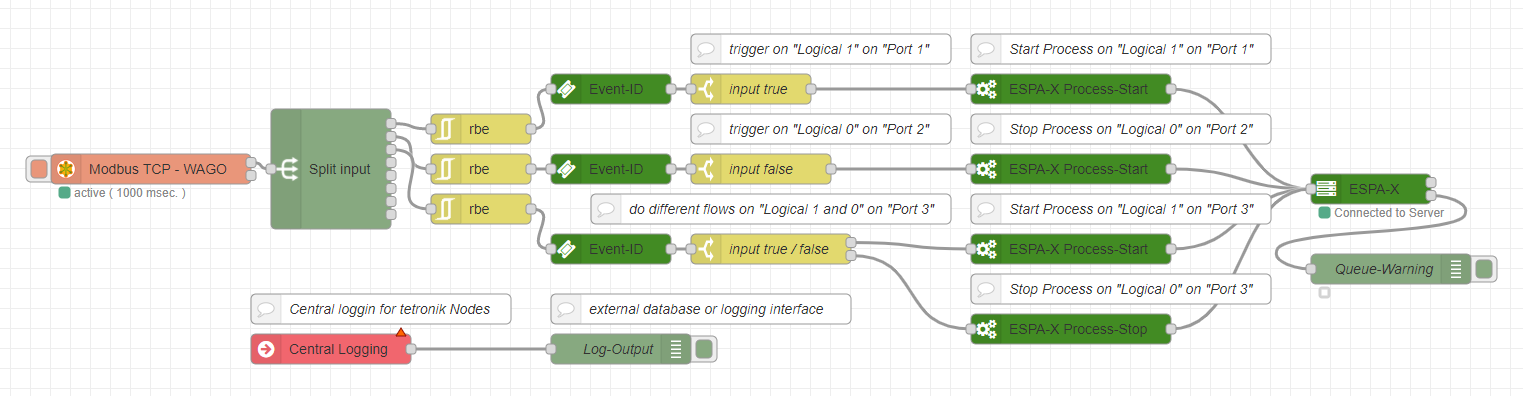 trigger on "Logical 1" on "Port 1"
Start Process on "Logical 1" on "Port 1"
Event-ID
input true
ESPA-X Process-Start
rbe
trigger on "Logical 0" on "Port 2"
Stop Process on "Logical 0" on "Port 2"
Modbus TCP - WAGO
active ( 1000 msec. )
Split input
rbe
Event-ID
input false
ESPA-X Process-Start
ESPA-X
Connected to Server
rbe
do different flows on "Logical 1 and 0" on "Port 3"
Start Process on "Logical 1" on "Port 3"
Event-ID
input true / false
ESPA-X Process-Start
Queue-Warning
Stop Process on "Logical 0" on "Port 3"
Central loggin for tetronik Nodes
external database or logging interface
ESPA-X Process-Stop
Central Logging
Log-Output